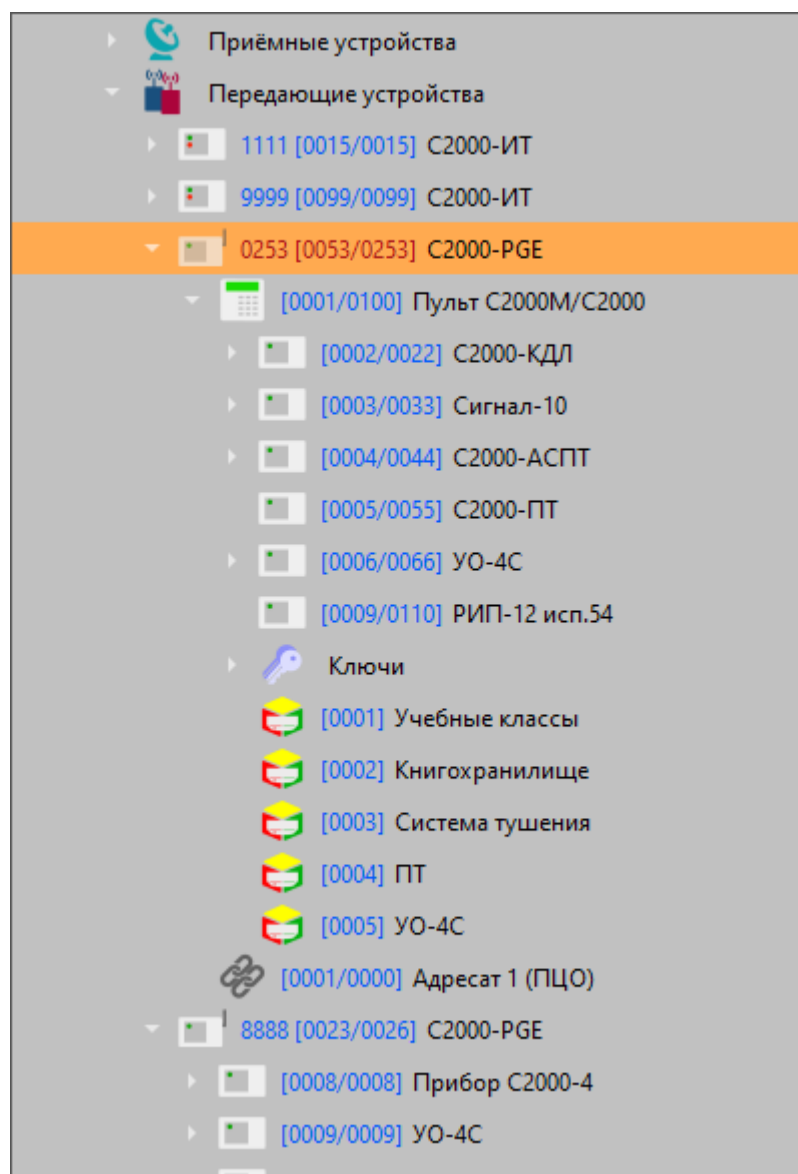 Приёмные устройства
Передающие устройства
1111 [0015/0015] С2000-ИТ
9999 [0099/0099] С2000-ИТ
0253 [0053/0253] С2000-PGE
[0001/0100] Пульт С2000М/С2000
[0002/0022] С2000-КДЛ
[0003/0033] Сигнал-10
[0004/0044] С2000-АСПТ
[0005/0055] С2000-ПТ
[0006/0066] УО-4С
[0009/0110] РИП-12 исп.54
Ключи
[0001] Учебные классы
[0002] Книгохранилище
[0003] Система тушения
[0004] ПТ
[0005] УО-4С
[0001/0000] Адресат 1 (ПЦО)
8888 [0023/0026] С2000-PGE
[0008/0008] Прибор С2000-4
[0009/0009] УО-4С